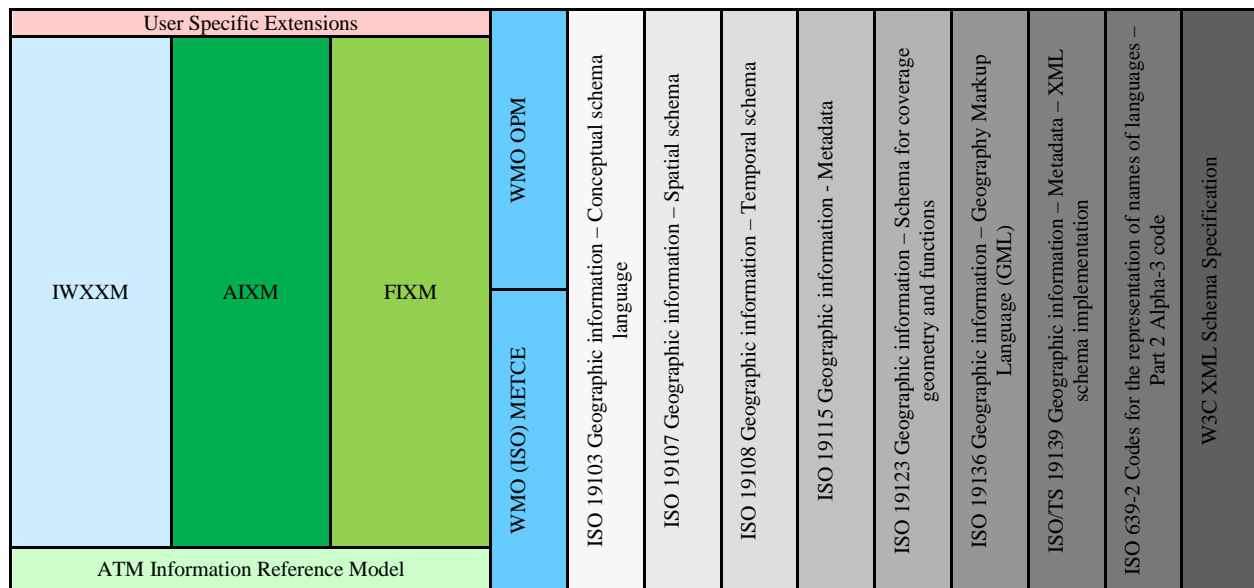 User Specific Extensions
IWXXM
AIXM
FIXM
ATM Information Reference Model
WMO OPM
WMO (ISO) METCE
ISO 19103 Geographic information – Conceptual schema
language
ISO 19107 Geographic information – Spatial schema
ISO 19108 Geographic information – Temporal schema
ISO 19115 Geographic information - Metadata
ISO 19123 Geographic information – Schema for coverage
geometry and functions
ISO 19136 Geographic information – Geography Markup
Language (GML)
ISO/TS 19139 Geographic information – Metadata – XML
schema implementation
ISO 639-2 Codes for the representation of names of languages –
Part 2 Alpha-3 code
W3C XML Schema Specification